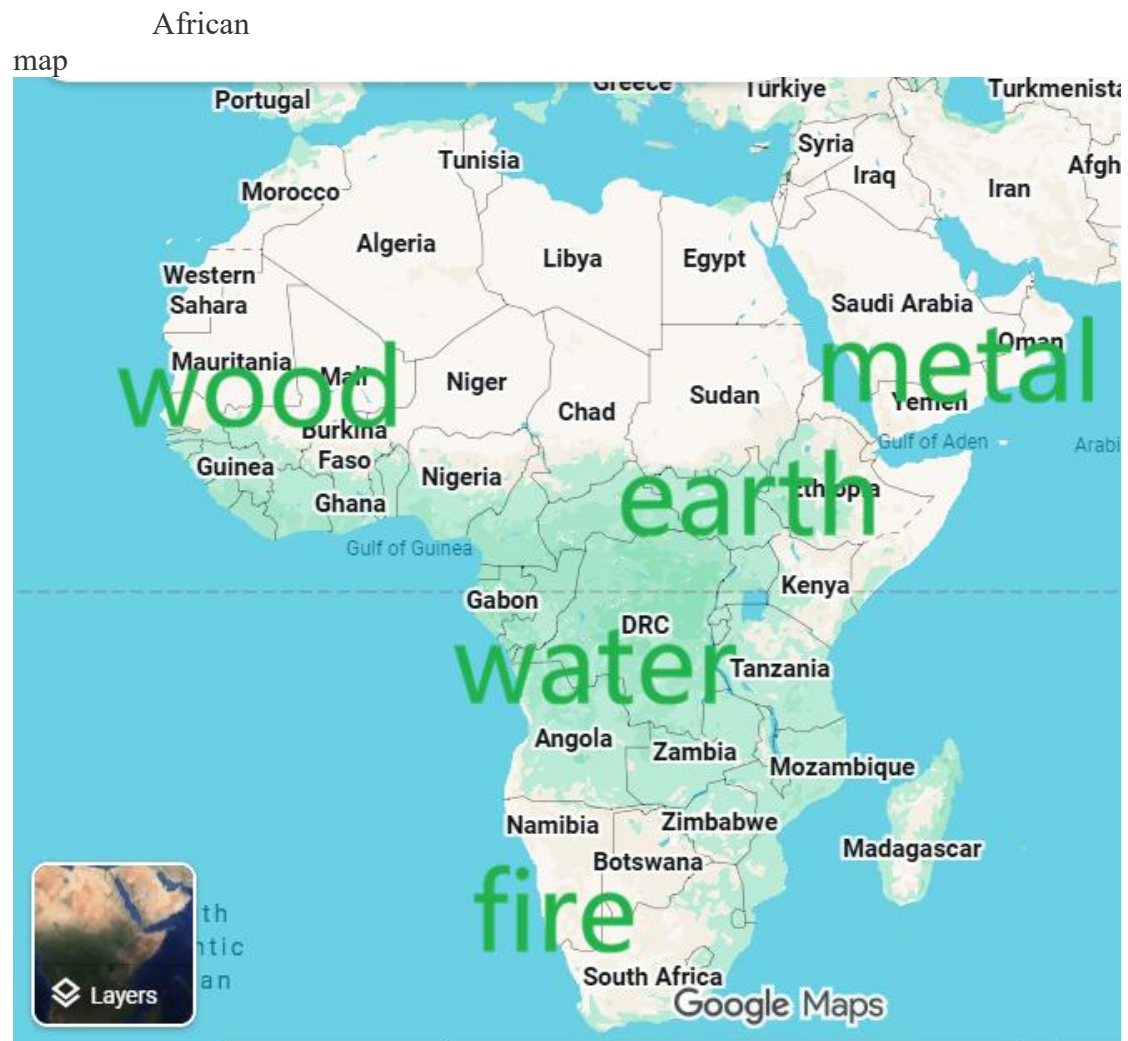 African
map
Greece
Türkiye
Turkmenista
Portugal
Syria
Tunisia
Afgh
Iraq
Morocco
Iran
Algeria
Libya
Egypt
Western
Sahara
Saudi Arabia
Oman
metal
Mauritania
Mali
wood
Niger
Sudan
Chad
Yemen
Burkina
Faso
Gulf of Aden
Arabi
Guinea
Nigeria
Ethiopia
earth
Ghana
Gulf of Guinea
Kenya
Gabon
DRC
water
Tanzania
Angola
Zambia
Mozambique
Namibia
Zimbabwe
Madagascar
Botswana
fire
th
ntic
an
South Africa
Layers
Google Maps